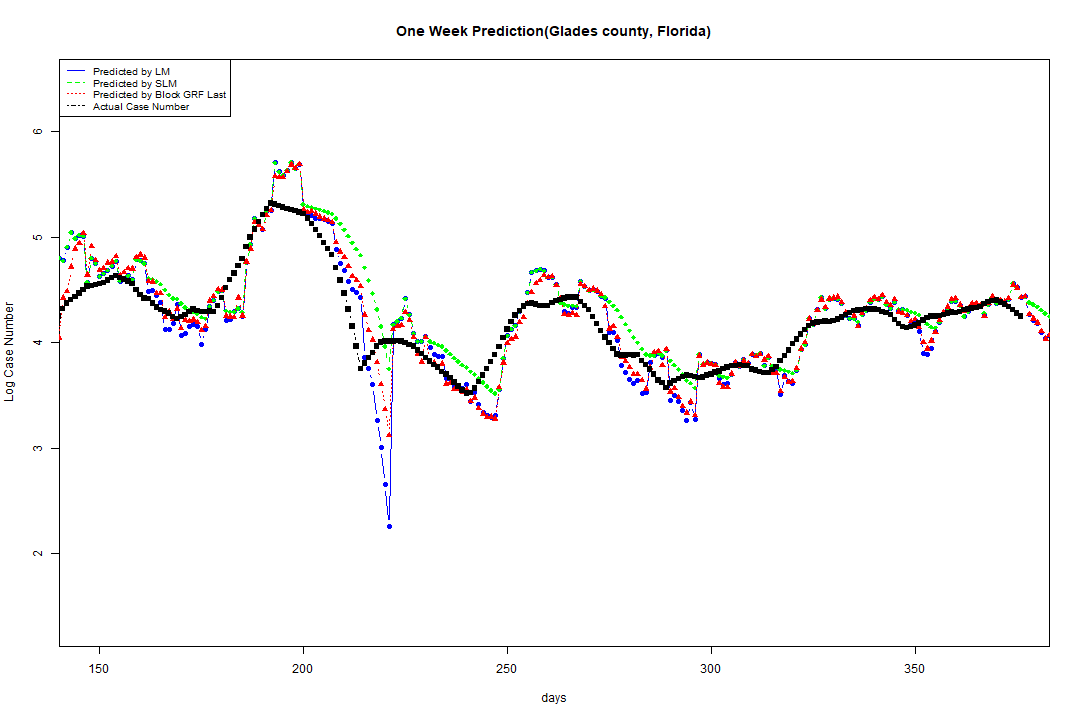 One Week Prediction(Glades county, Florida)
Predicted by LM
Predicted by SLM
Predicted by Block GRF Last
Actual Case Number
6
5
4
3
2
Log Case Number
150 200 250 300 350
days